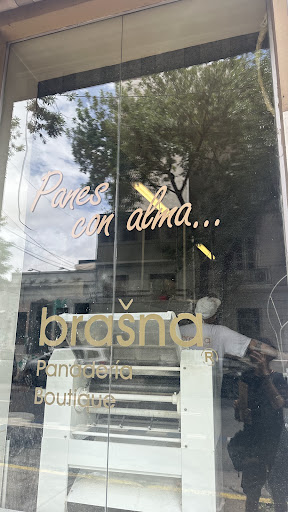 Panes
con alma...
brašna
®
Panadería
Boutique